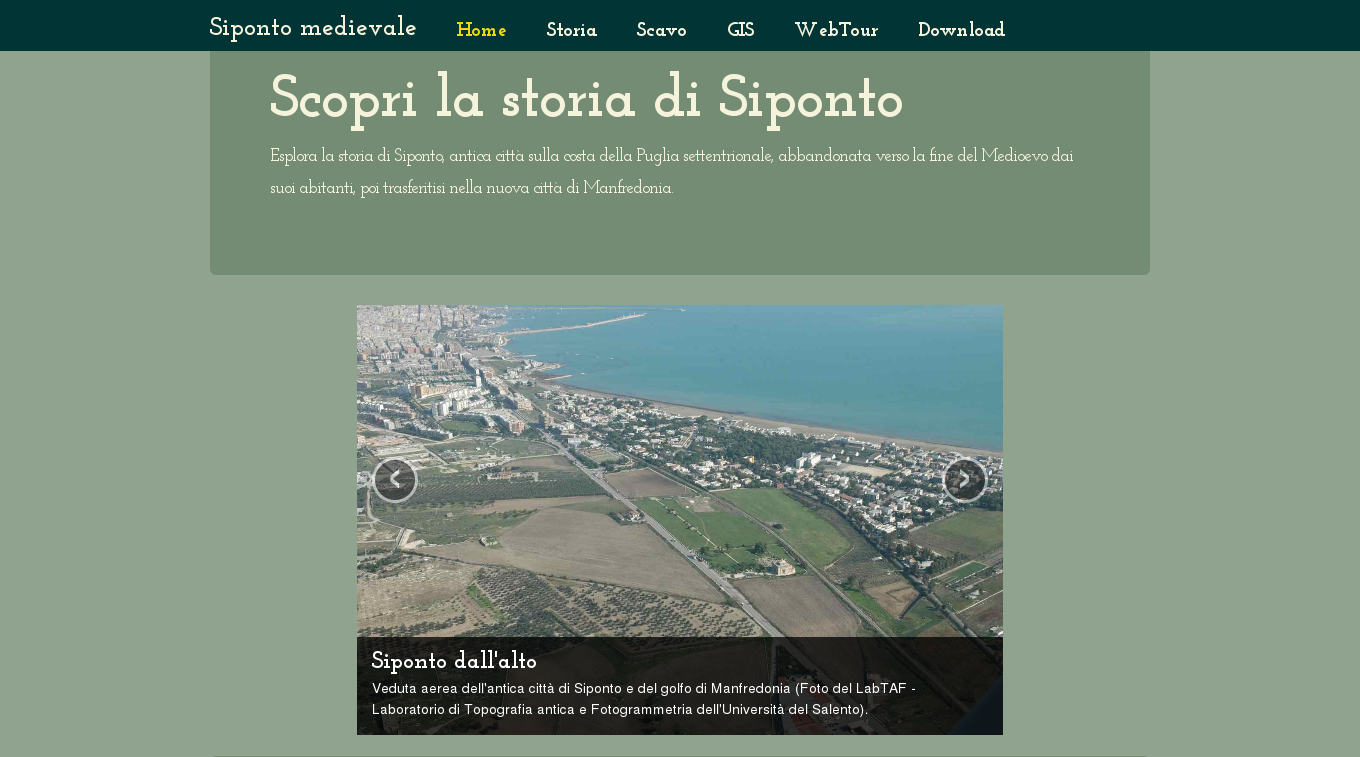 Siponto medievale Home Storia Scavo GIS WebTour Download
Scopri la storia di Siponto
Esplora la storia di Siponto, antica città sulla costa della Puglia settentrionale, abbandonata verso la fine del Medioevo dai
suoi abitanti, poi trasferitisi nella nuova città di Manfredonia.
Siponto dall'alto
Veduta aerea dell'antica città di Siponto e del golfo di Manfredonia (Foto del LabTAF -
Laboratorio di Topografia antica e Fotogrammetria dell'Università del Salento).